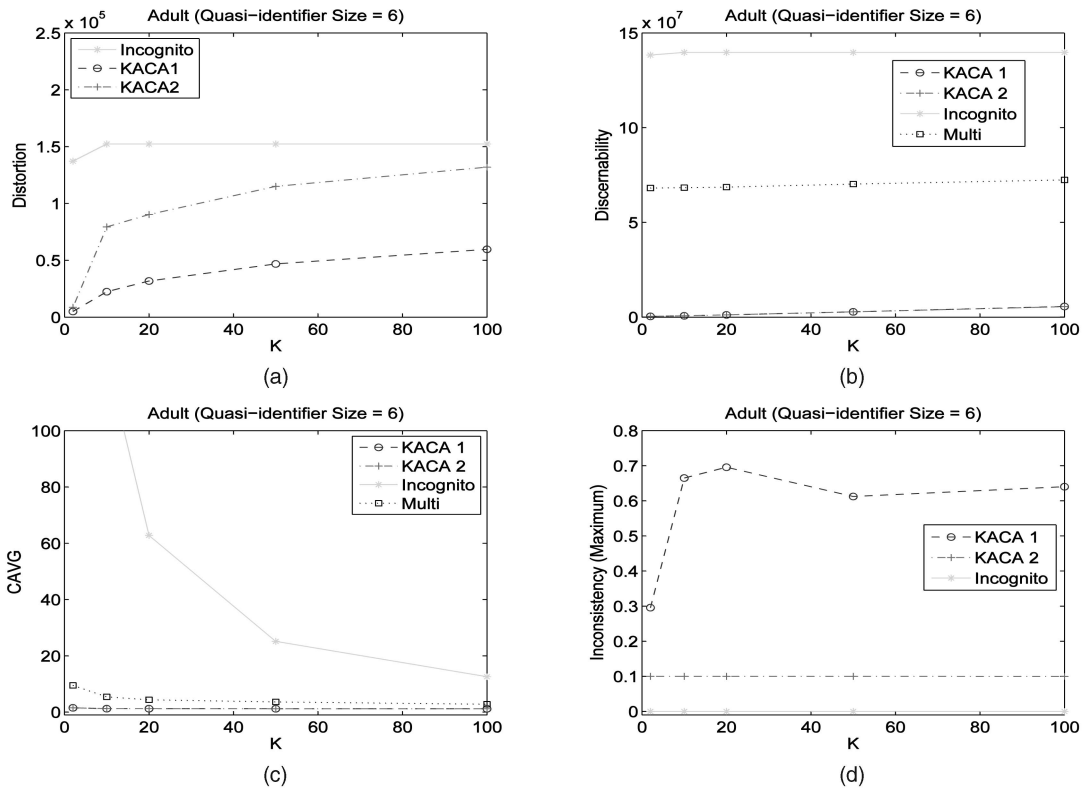 Adult (Quasi−identifier Size = 6)
x 10^5
2.5
2
1.5
1
0.5
0
Distortion
Incognito
KACA1
KACA2
0 20 40 60 80 100
K
(a)
Adult (Quasi−identifier Size = 6)
x 10^7
15
10
5
0
Discernability
KACA 1
KACA 2
Incognito
Multi
0 20 40 60 80 100
K
(b)
Adult (Quasi−identifier Size = 6)
100
80
60
40
20
0
CAVG
KACA 1
KACA 2
Incognito
Multi
0 20 40 60 80 100
K
(c)
Adult (Quasi−identifier Size = 6)
0.8
0.7
0.6
0.5
0.4
0.3
0.2
0.1
0
Inconsistency (Maximum)
KACA 1
KACA 2
Incognito
0 20 40 60 80 100
K
(d)